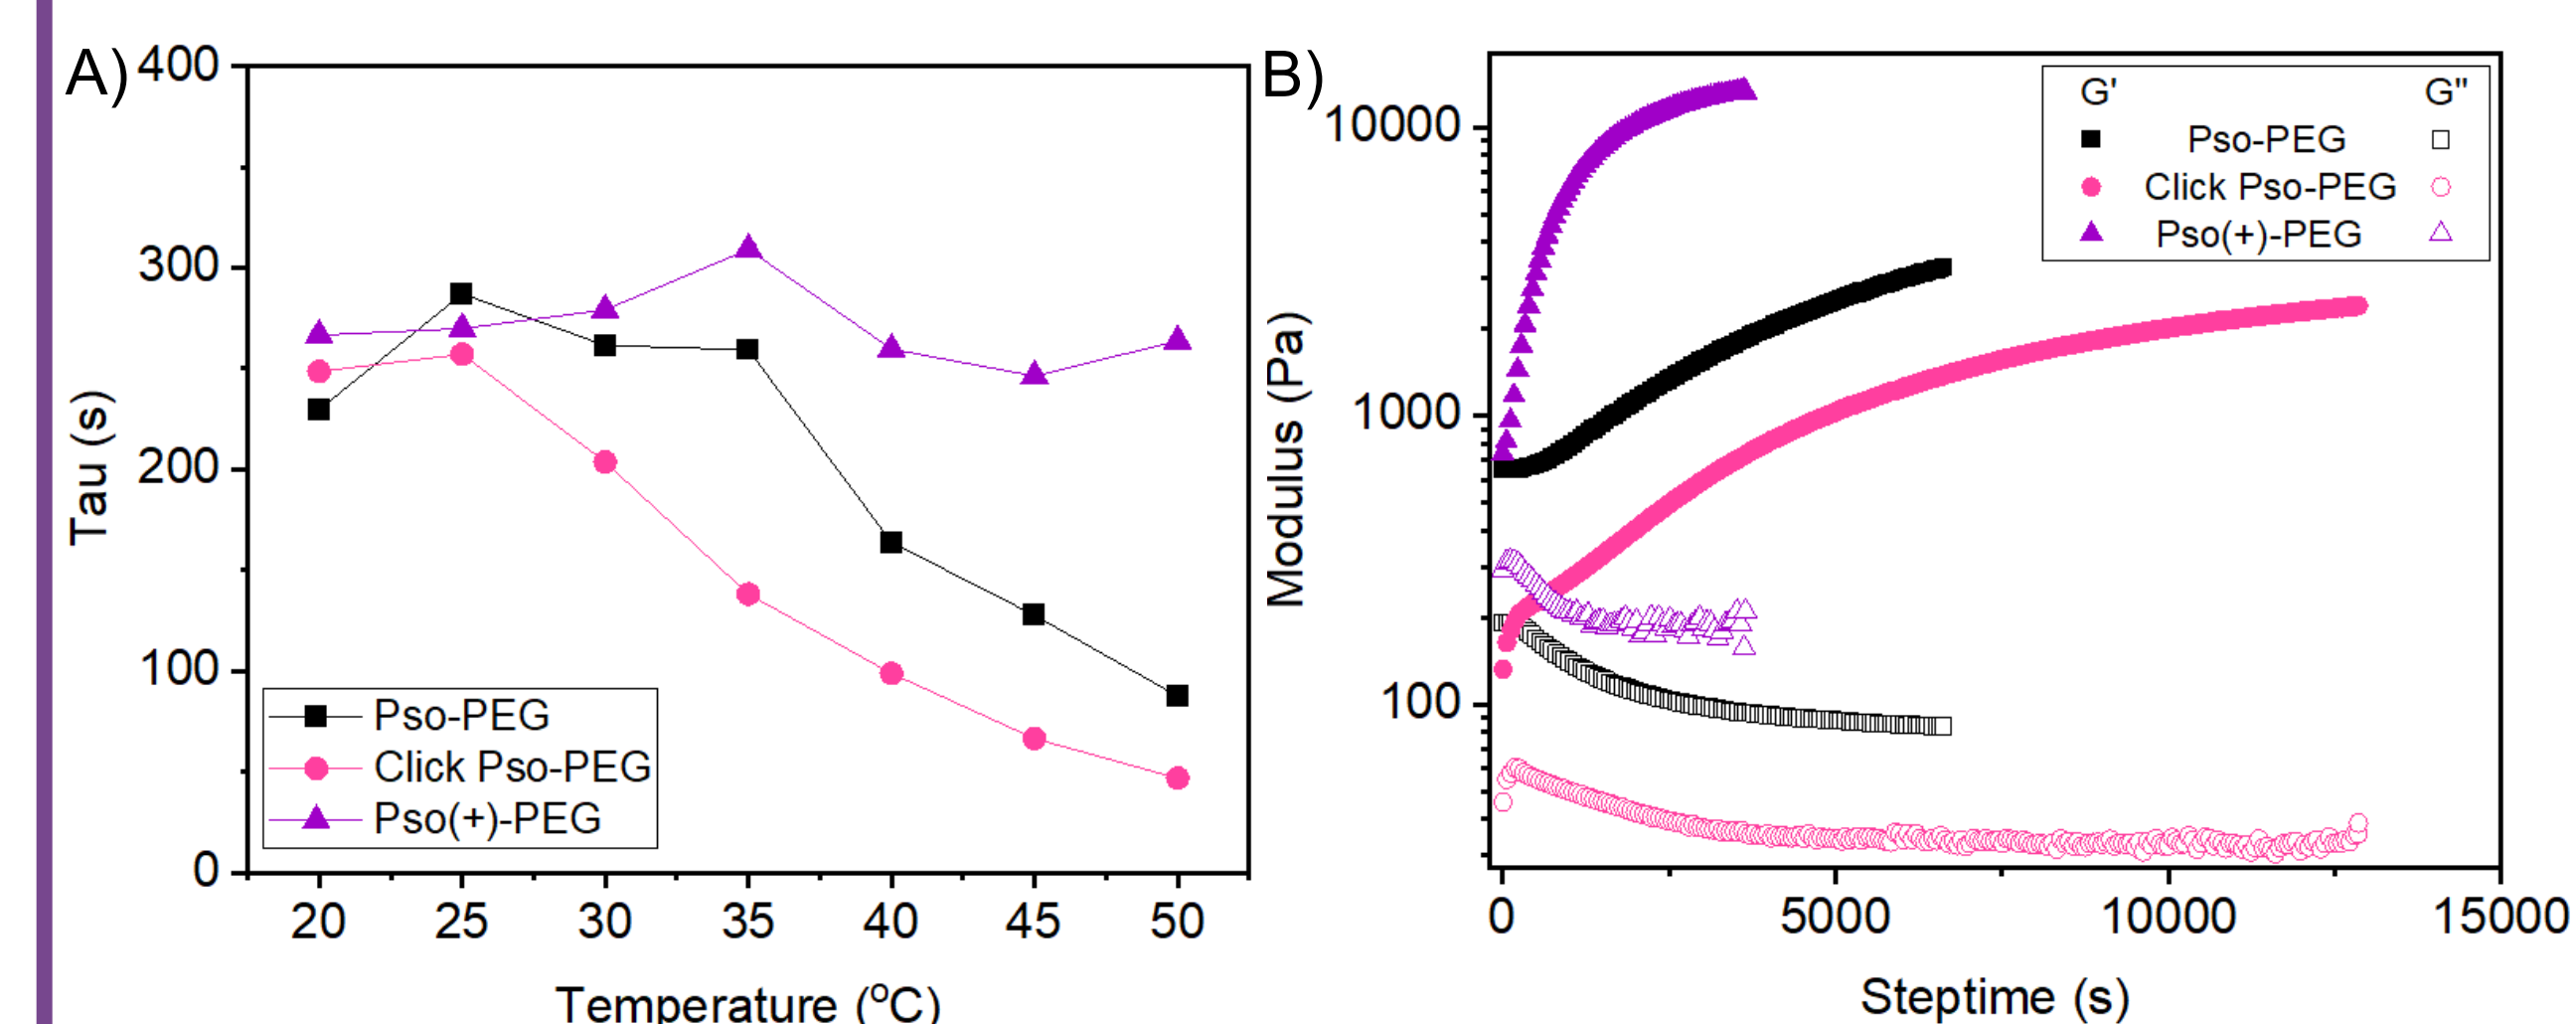 A)
400
300
200
100
0
Tau (s)
20 25 30 35 40 45 50
Temperature (°C)
Pso-PEG
Click Pso-PEG
Pso(+)-PEG
B)
10000
1000
100
Modulus (Pa)
0 5000 10000 15000
Steptime (s)
G' G"
Pso-PEG
Click Pso-PEG
Pso(+)-PEG